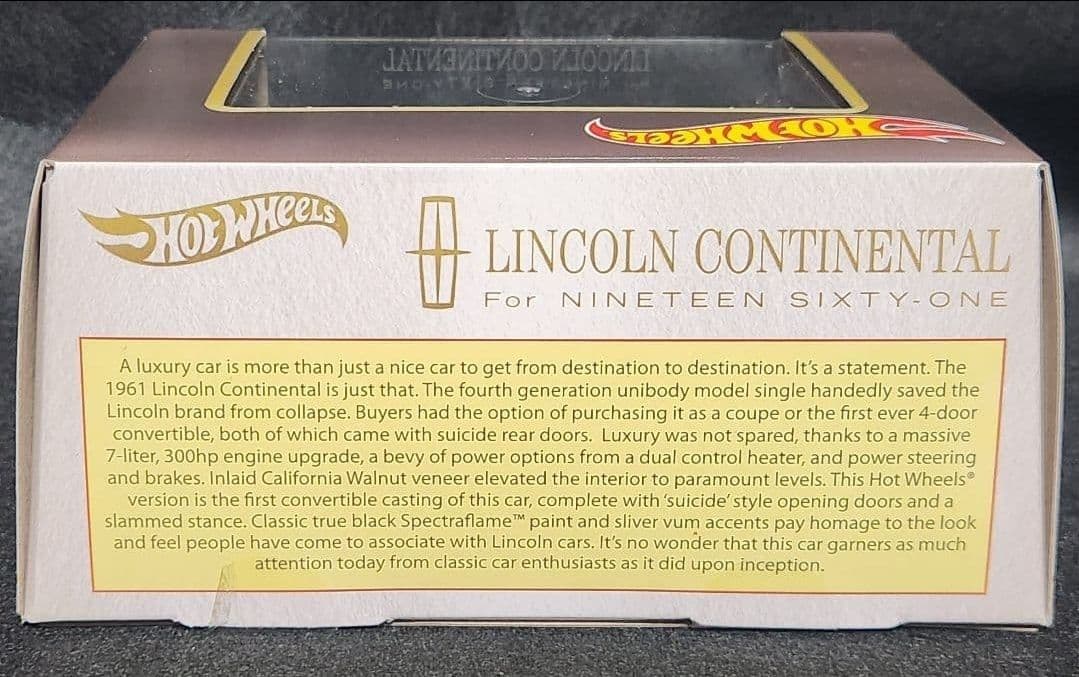 LINCOLN CONTINENTAL
HOT WHEELS
HOT WHEELS
LINCOLN CONTINENTAL
For NINETEEN SIXTY-ONE
A luxury car is more than just a nice car to get from destination to destination. It's a statement. The
1961 Lincoln Continental is just that. The fourth generation unibody model single handedly saved the
Lincoln brand from collapse. Buyers had the option of purchasing it as a coupe or the first ever 4-door
convertible, both of which came with suicide rear doors. Luxury was not spared, thanks to a massive
7-liter, 300hp engine upgrade, a bevy of power options from a dual control heater, and power steering
and brakes. Inlaid California Walnut veneer elevated the interior to paramount levels. This Hot Wheels®
version is the first convertible casting of this car, complete with 'suicide' style opening doors and a
slammed stance. Classic true black Spectraflame™ paint and sliver vum accents pay homage to the look
and feel people have come to associate with Lincoln cars. It's no wonder that this car garners as much
attention today from classic car enthusiasts as it did upon inception.